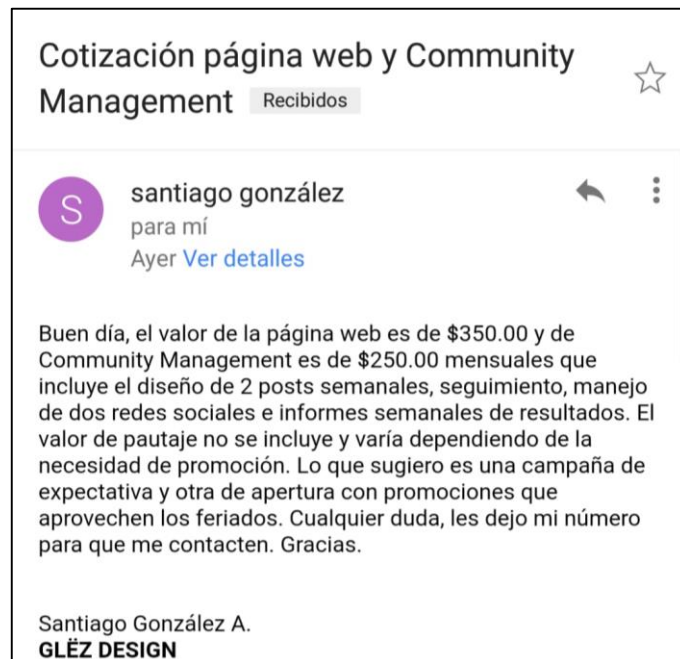 Cotización página web y Community
Management Recibidos
S
santiago gonzález
para mí
Ayer Ver detalles
Buen día, el valor de la página web es de $350.00 y de
Community Management es de $250.00 mensuales que
incluye el diseño de 2 posts semanales, seguimiento, manejo
de dos redes sociales e informes semanales de resultados. El
valor de pautaje no se incluye y varía dependiendo de la
necesidad de promoción. Lo que sugiero es una campaña de
expectativa y otra de apertura con promociones que
aprovechen los feriados. Cualquier duda, les dejo mi número
para que me contacten. Gracias.
Santiago González A.
GLËZ DESIGN